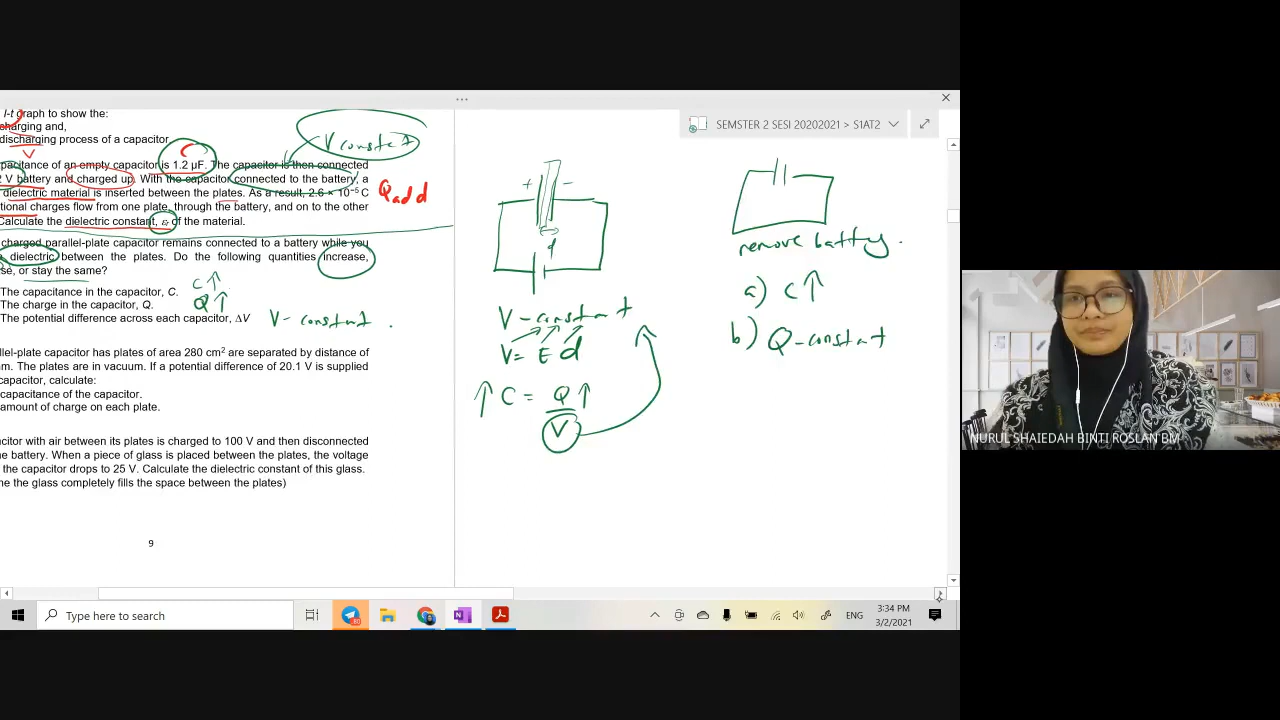 SEMSTER 2 SESI 20202021 > S1AT2
I-t graph to show the:
charging and,
discharging process of a capacitor
V
V constant
C
pacitance of an empty capacitor is 1.2 µF. The capacitor is then connected
2 V battery and charged up. With the capacitor connected to the battery, a
dielectric material is inserted between the plates. As a result, 2.6 × 10⁻⁵ C
tional charges flow from one plate, through the battery, and on to the other
Calculate the dielectric constant, εr of the material.
Q add
charged parallel-plate capacitor remains connected to a battery while you
dielectric between the plates. Do the following quantities increase,
se, or stay the same?
C ↑
The capacitance in the capacitor, C.
The charge in the capacitor, Q.
Q ↑
The potential difference across each capacitor, ΔV
V - constant .
llel-plate capacitor has plates of area 280 cm² are separated by distance of
m. The plates are in vacuum. If a potential difference of 20.1 V is supplied
capacitor, calculate:
capacitance of the capacitor.
amount of charge on each plate.
citor with air between its plates is charged to 100 V and then disconnected
he battery. When a piece of glass is placed between the plates, the voltage
the capacitor drops to 25 V. Calculate the dielectric constant of this glass.
me the glass completely fills the space between the plates)
9
+ -
d
V - constant
V = E d
↑ C = Q ↑
V
remove battery.
a) C ↑
b) Q - constant
NURUL SHAIEDAH BINTI ROSLAN BM
Type here to search
80
ENG
3:34 PM
3/2/2021